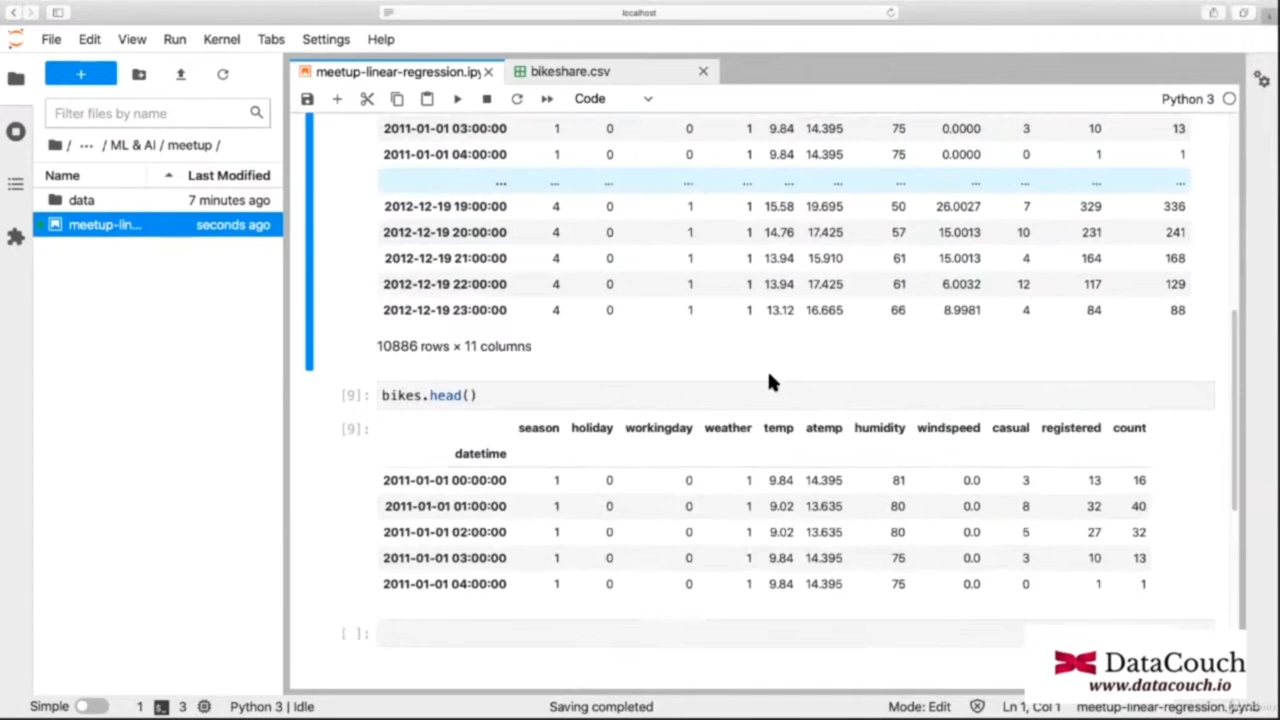 localhost
File Edit View Run Kernel Tabs Settings Help
meetup-linear-regression.ipy
bikeshare.csv
Filter files by name
/ ... / ML & AI / meetup /
Name Last Modified
data 7 minutes ago
meetup-lin... seconds ago
Code
Python 3
2011-01-01 03:00:00 1 0 0 1 9.84 14.395 75 0.0000 3 10 13
2011-01-01 04:00:00 1 0 0 1 9.84 14.395 75 0.0000 0 1 1
... ... ... ... ... ... ... ... ... ... ... ...
2012-12-19 19:00:00 4 0 1 1 15.58 19.695 50 26.0027 7 329 336
2012-12-19 20:00:00 4 0 1 1 14.76 17.425 57 15.0013 10 231 241
2012-12-19 21:00:00 4 0 1 1 13.94 15.910 61 15.0013 4 164 168
2012-12-19 22:00:00 4 0 1 1 13.94 17.425 61 6.0032 12 117 129
2012-12-19 23:00:00 4 0 1 1 13.12 16.665 66 8.9981 4 84 88
10886 rows × 11 columns
[9]: bikes.head()
[9]:
season holiday workingday weather temp atemp humidity windspeed casual registered count
datetime
2011-01-01 00:00:00 1 0 0 1 9.84 14.395 81 0.0 3 13 16
2011-01-01 01:00:00 1 0 0 1 9.02 13.635 80 0.0 8 32 40
2011-01-01 02:00:00 1 0 0 1 9.02 13.635 80 0.0 5 27 32
2011-01-01 03:00:00 1 0 0 1 9.84 14.395 75 0.0 3 10 13
2011-01-01 04:00:00 1 0 0 1 9.84 14.395 75 0.0 0 1 1
[ ]:
DataCouch
www.datacouch.io
Simple 1 3 Python 3 | Idle Saving completed Mode: Edit Ln 1, Col 1 meetup-linear-regression.ipynb